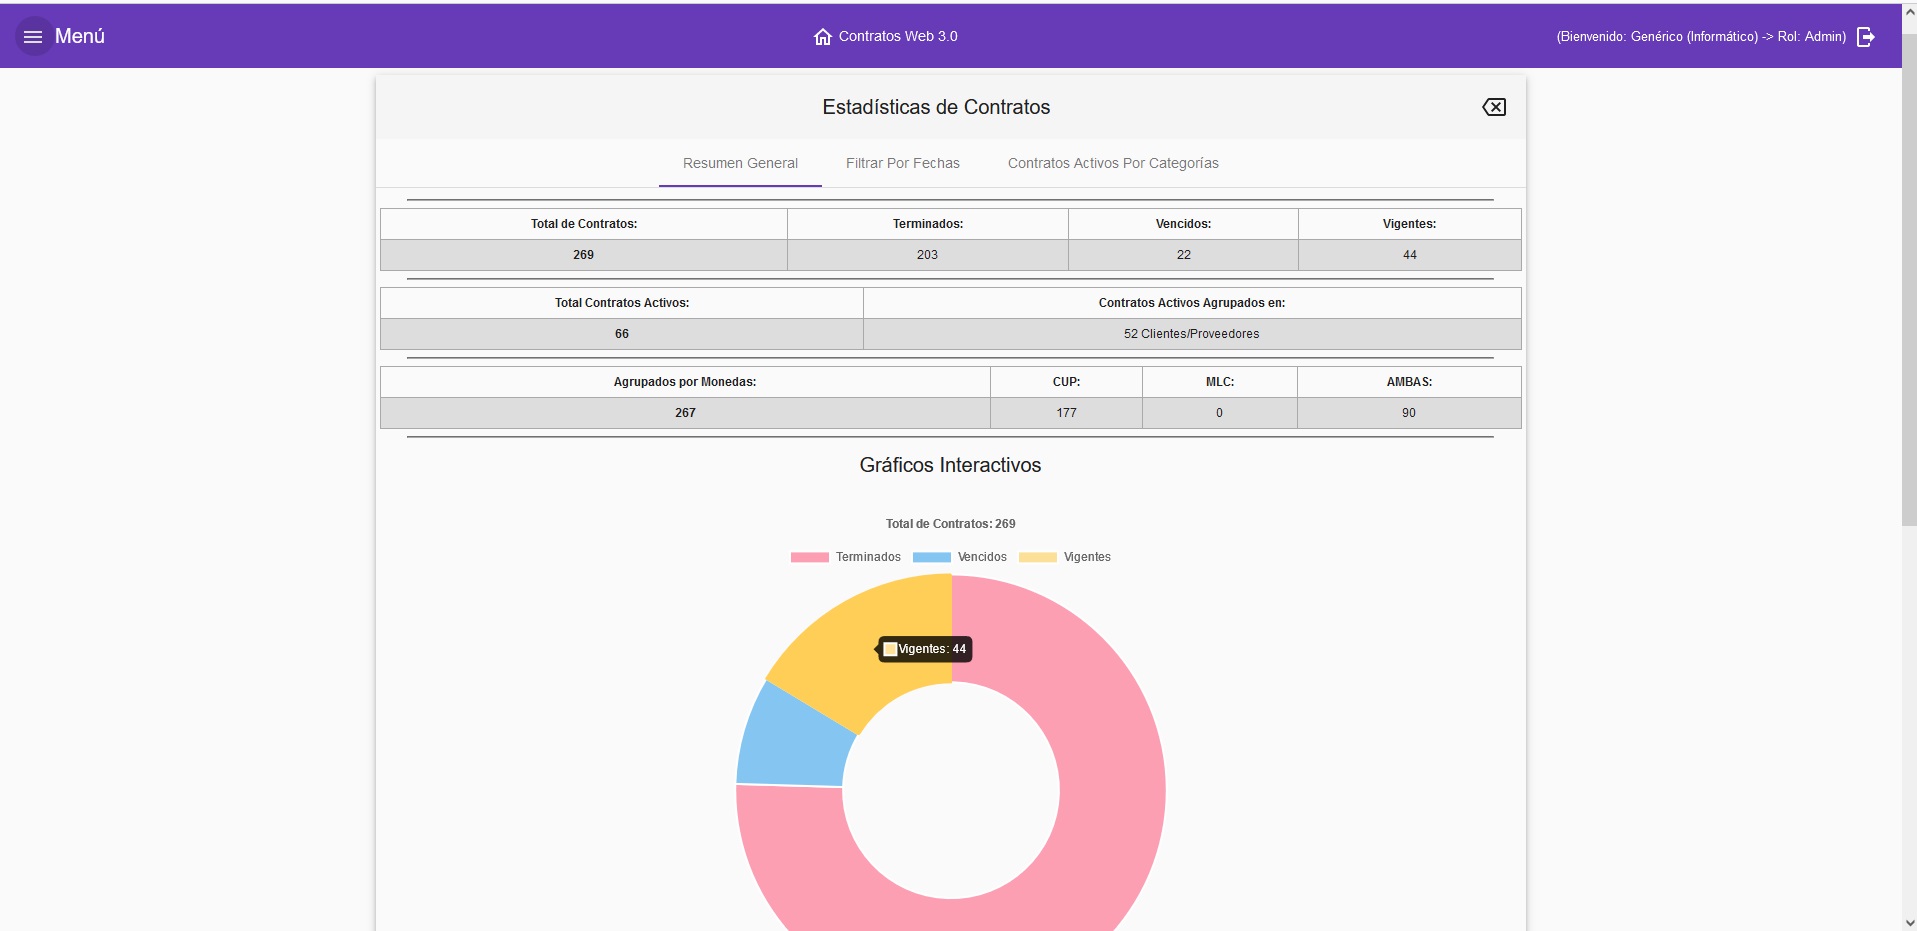 Menú
Contratos Web 3.0
(Bienvenido: Genérico (Informático) -> Rol: Admin)
Estadísticas de Contratos
Resumen General
Filtrar Por Fechas
Contratos Activos Por Categorías
Total de Contratos: Terminados: Vencidos: Vigentes:
269 203 22 44
Total Contratos Activos: Contratos Activos Agrupados en:
66 52 Clientes/Proveedores
Agrupados por Monedas: CUP: MLC: AMBAS:
267 177 0 90
Gráficos Interactivos
Total de Contratos: 269
Terminados Vencidos Vigentes
Vigentes: 44